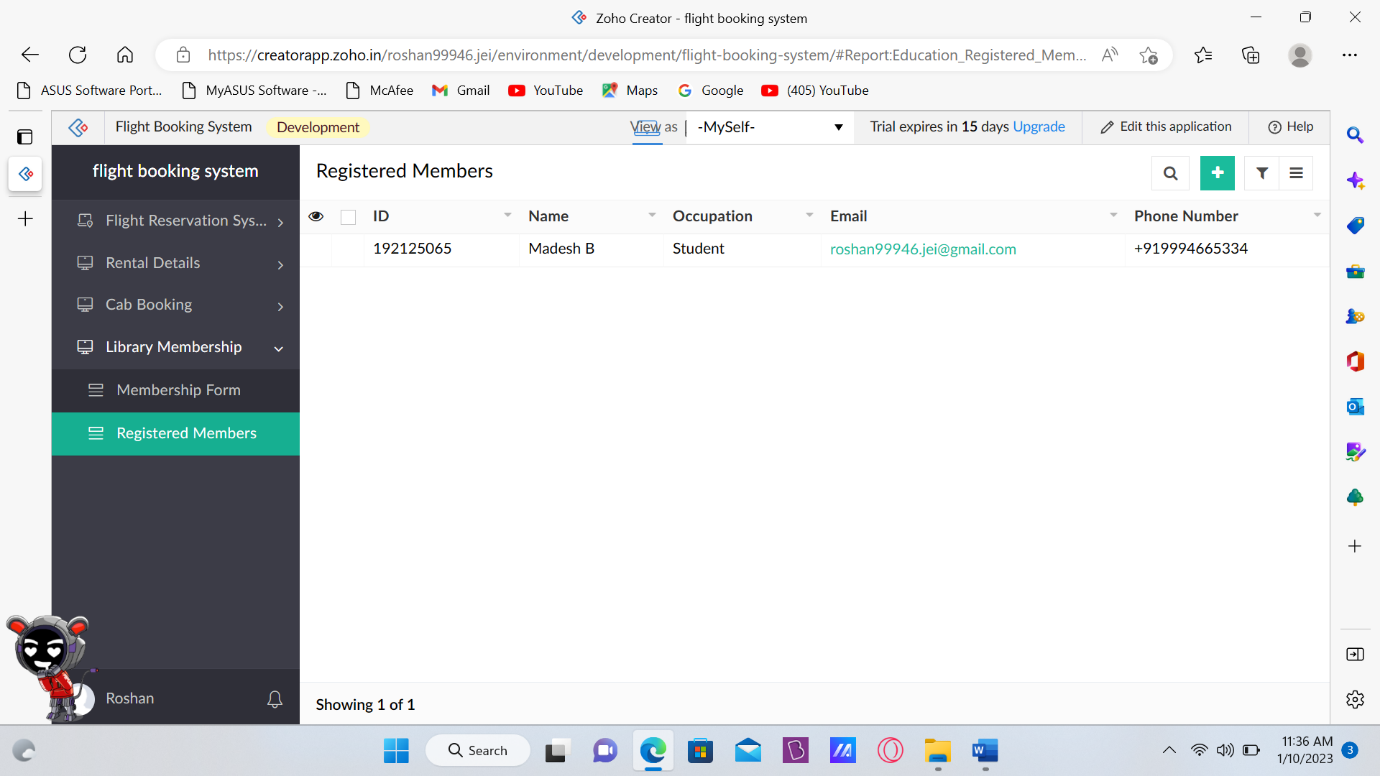 Zoho Creator - flight booking system
https://creatorapp.zoho.in/roshan99946.jei/environment/development/flight-booking-system/#Report:Education_Registered_Mem...
ASUS Software Port... MyASUS Software -... McAfee Gmail YouTube Maps Google (405) YouTube
Flight Booking System Development View as -MySelf- Trial expires in 15 days Upgrade Edit this application Help
flight booking system
Registered Members
Flight Reservation Sys...
Rental Details
Cab Booking
Library Membership
Membership Form
Registered Members
ID Name Occupation Email Phone Number
192125065 Madesh B Student roshan99946.jei@gmail.com +919994665334
Roshan
Showing 1 of 1
Search
11:36 AM
1/10/2023
3